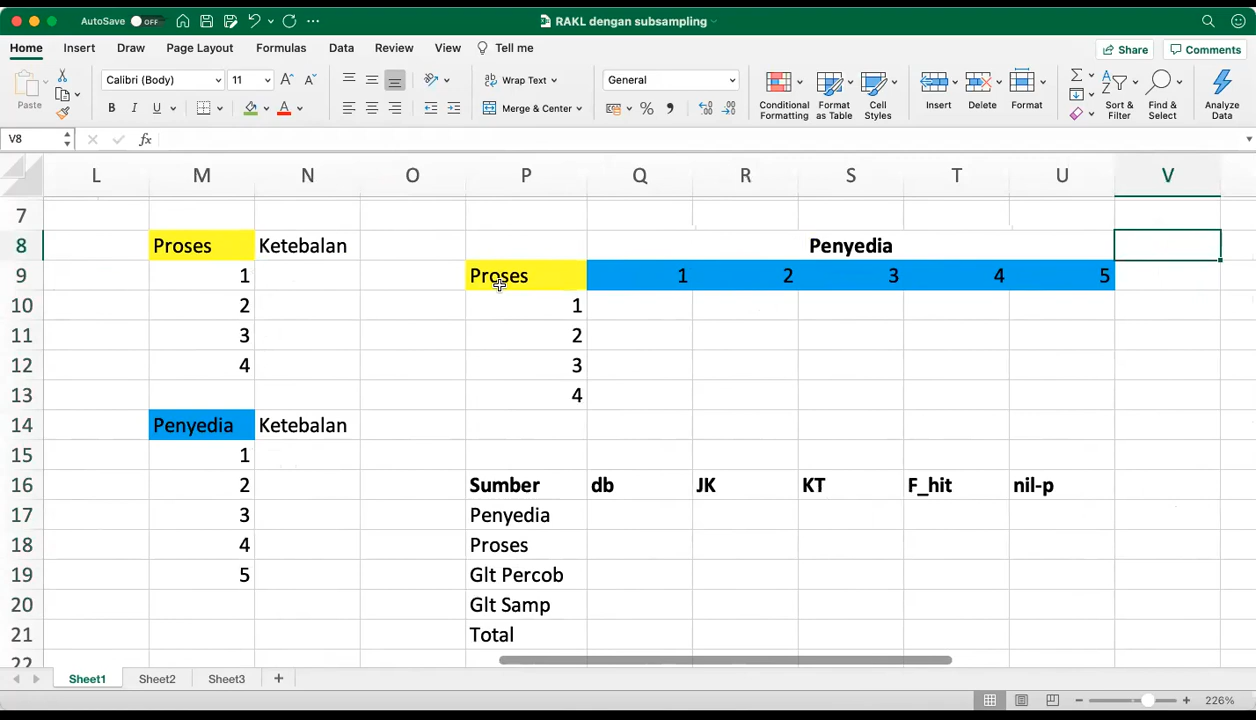 AutoSave OFF
RAKL dengan subsampling
Home Insert Draw Page Layout Formulas Data Review View Tell me Share Comments
Paste Calibri (Body) 11 Wrap Text General
B I U Merge & Center Conditional Formatting Format as Table Cell Styles Insert Delete Format Sort & Filter Find & Select Analyze Data
V8 fx
L M N O P Q R S T U V
7
8 Proses Ketebalan Penyedia
9 1 Proses 1 2 3 4 5
10 2 1
11 3 2
12 4 3
13 4
14 Penyedia Ketebalan
15 1
16 2 Sumber db JK KT F_hit nil-p
17 3 Penyedia
18 4 Proses
19 5 Glt Percob
20 Glt Samp
21 Total
22
Sheet1 Sheet2 Sheet3
226%